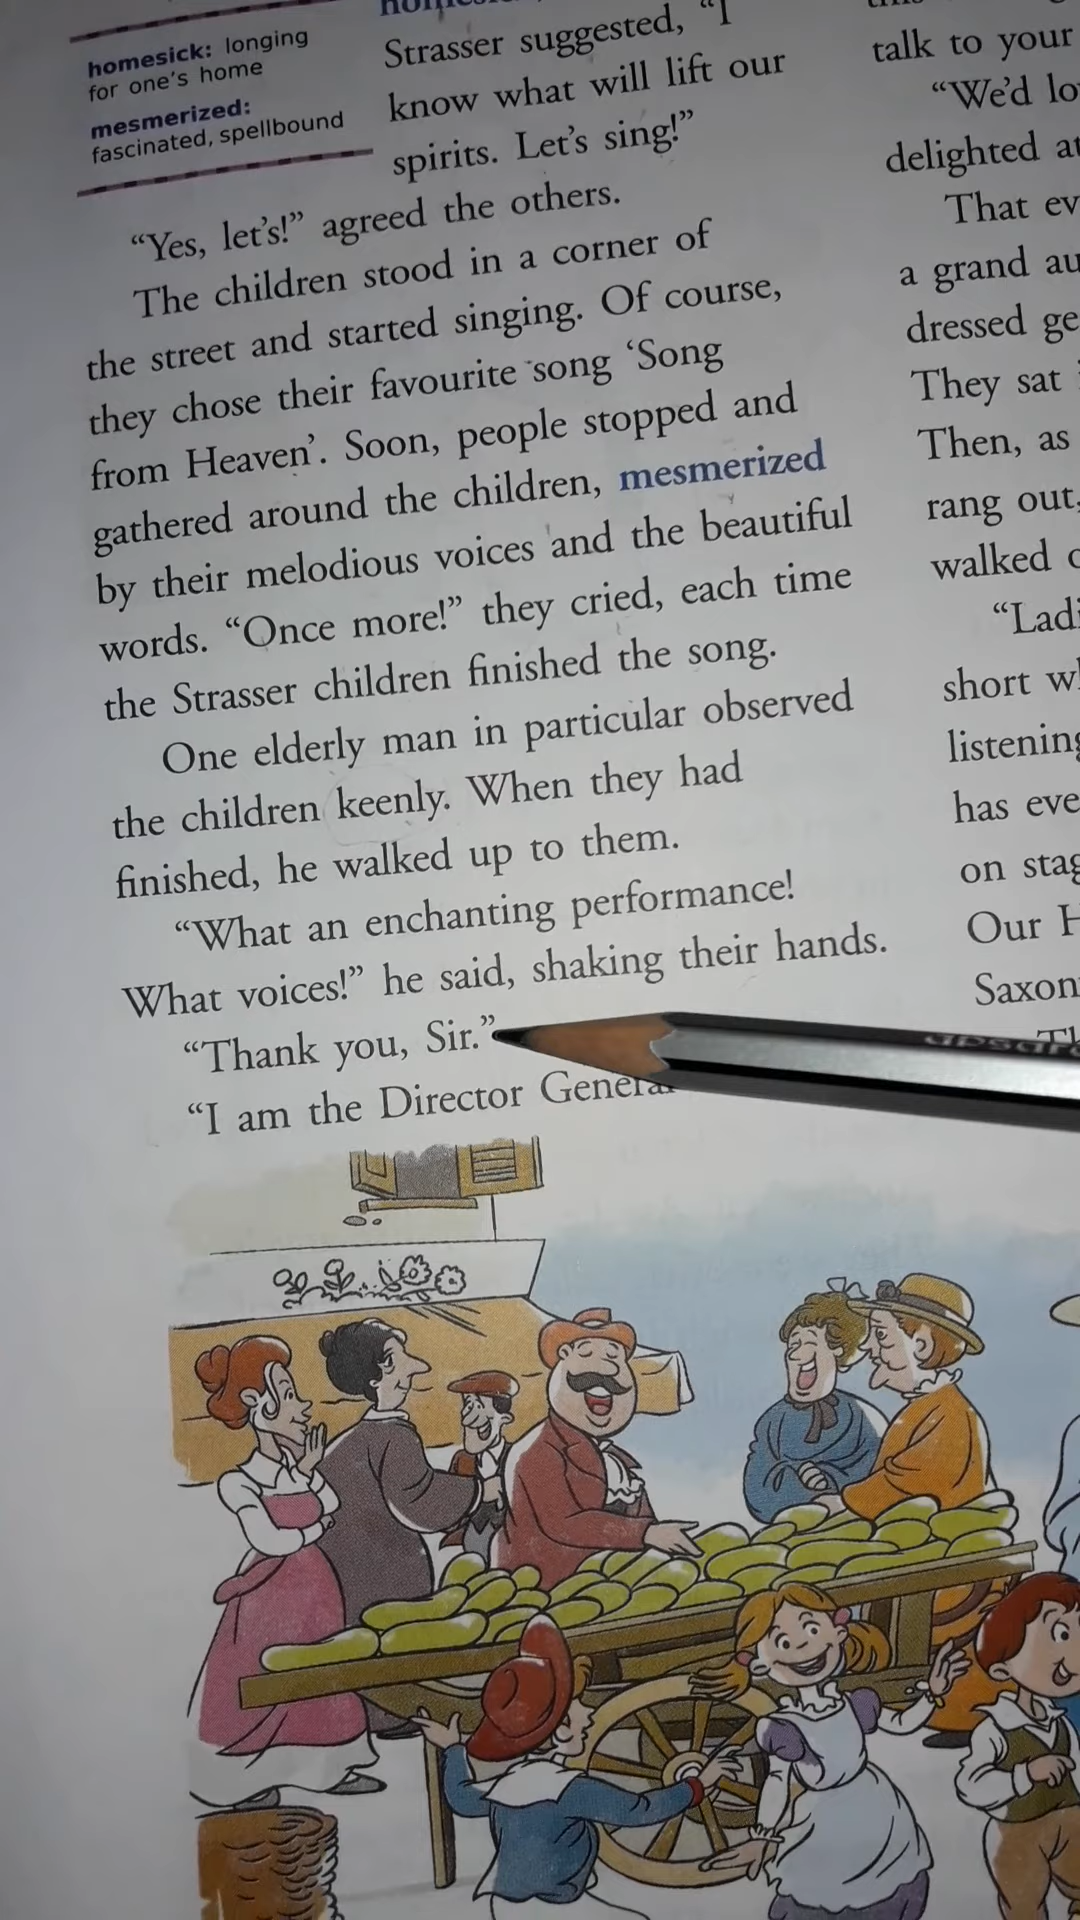 homesick: longing
for one's home
mesmerized:
fascinated, spellbound
Strasser suggested, “I
know what will lift our
spirits. Let's sing!”
“Yes, let's!” agreed the others.
The children stood in a corner of
the street and started singing. Of course,
they chose their favourite song ‘Song
from Heaven’. Soon, people stopped and
gathered around the children, mesmerized
by their melodious voices and the beautiful
words. “Once more!” they cried, each time
the Strasser children finished the song.
One elderly man in particular observed
the children keenly. When they had
finished, he walked up to them.
“What an enchanting performance!
What voices!” he said, shaking their hands.
“Thank you, Sir.”
“I am the Director General
talk to your
“We'd
delighted
That
a grand
dressed
They sat
Then, as
rang out,
walked
short
listening
has
on
Our